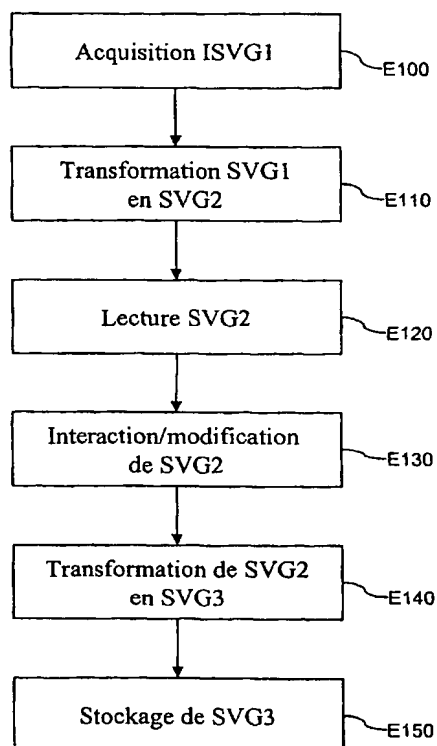 Acquisition ISVG1
E100
Transformation SVG1
en SVG2
E110
Lecture SVG2
E120
Interaction/modification
de SVG2
E130
Transformation de SVG2
en SVG3
E140
Stockage de SVG3
E150